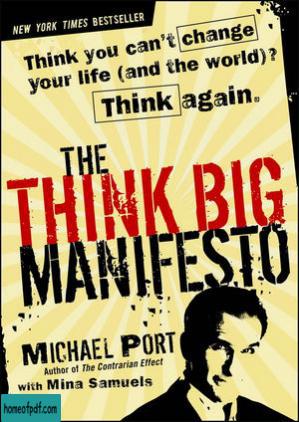 NEW YORK TIMES BESTSELLER
Think you can't change
your life (and the world)?
Think again.®
THE
THINK BIG
MANIFESTO
MICHAEL PORT
Author of The Contrarian Effect
with Mina Samuels
homeofpdf.com